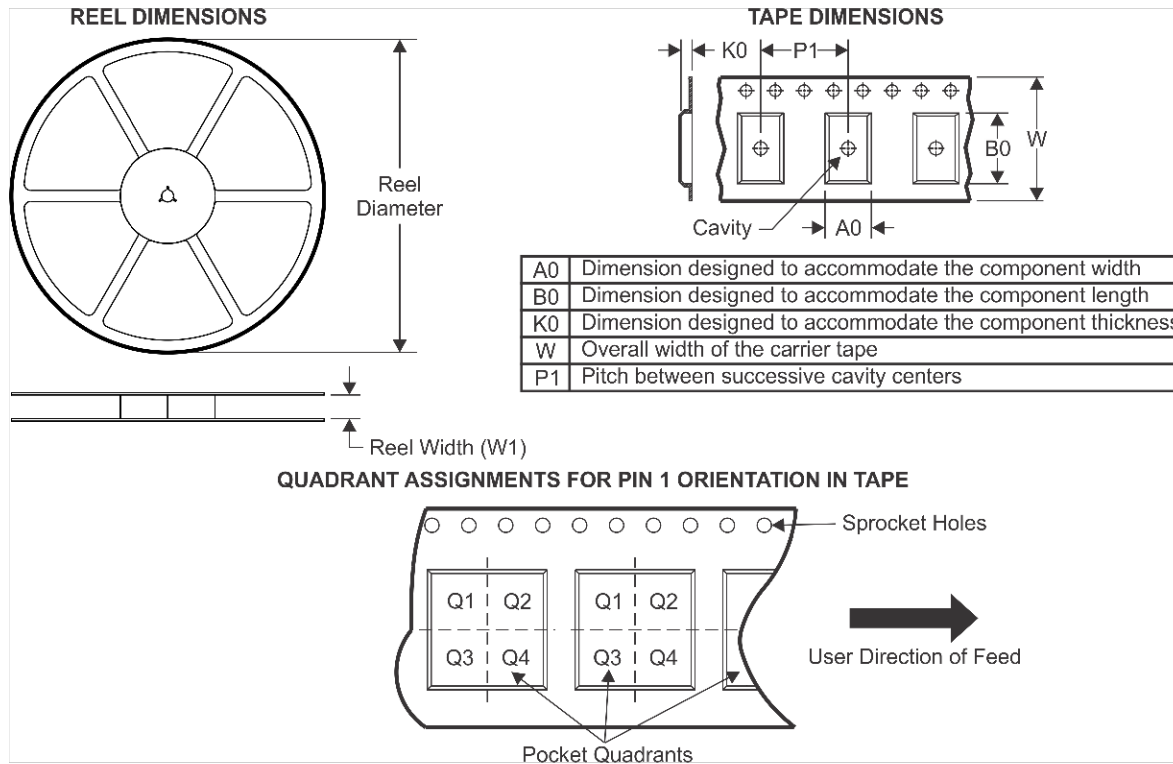 REEL DIMENSIONS
Reel
Diameter
Reel Width (W1)
TAPE DIMENSIONS
K0
P1
B0
W
Cavity
A0
A0 Dimension designed to accommodate the component width
B0 Dimension designed to accommodate the component length
K0 Dimension designed to accommodate the component thickness
W Overall width of the carrier tape
P1 Pitch between successive cavity centers
QUADRANT ASSIGNMENTS FOR PIN 1 ORIENTATION IN TAPE
Sprocket Holes
Q1 Q2 Q1 Q2
Q3 Q4 Q3 Q4
User Direction of Feed
Pocket Quadrants